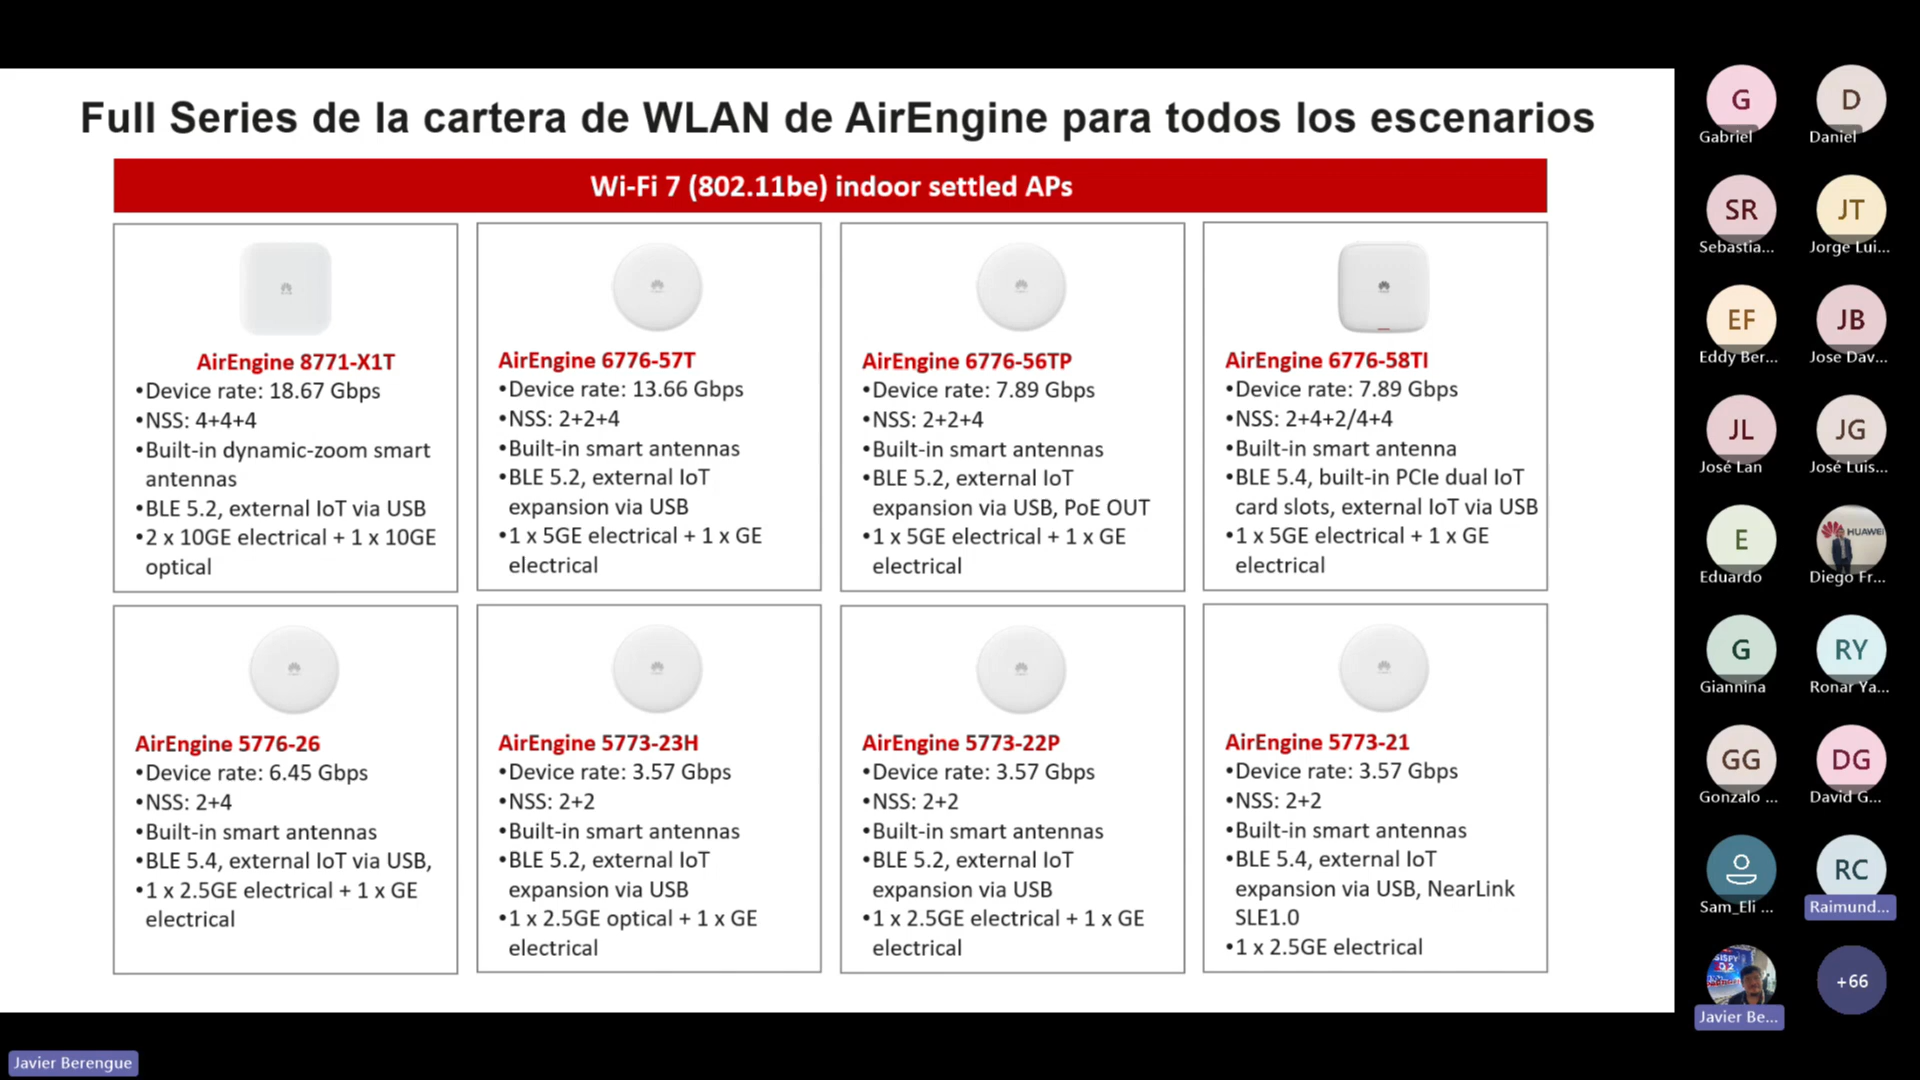 Full Series de la cartera de WLAN de AirEngine para todos los escenarios
Wi-Fi 7 (802.11be) indoor settled APs
AirEngine 8771-X1T
•Device rate: 18.67 Gbps
•NSS: 4+4+4
•Built-in dynamic-zoom smart
antennas
•BLE 5.2, external IoT via USB
•2 x 10GE electrical + 1 x 10GE
optical
AirEngine 6776-57T
•Device rate: 13.66 Gbps
•NSS: 2+2+4
•Built-in smart antennas
•BLE 5.2, external IoT
expansion via USB
•1 x 5GE electrical + 1 x GE
electrical
AirEngine 6776-56TP
•Device rate: 7.89 Gbps
•NSS: 2+2+4
•Built-in smart antennas
•BLE 5.2, external IoT
expansion via USB, PoE OUT
•1 x 5GE electrical + 1 x GE
electrical
AirEngine 6776-58TI
•Device rate: 7.89 Gbps
•NSS: 2+4+2/4+4
•Built-in smart antenna
•BLE 5.4, built-in PCIe dual IoT
card slots, external IoT via USB
•1 x 5GE electrical + 1 x GE
electrical
AirEngine 5776-26
•Device rate: 6.45 Gbps
•NSS: 2+4
•Built-in smart antennas
•BLE 5.4, external IoT via USB,
•1 x 2.5GE electrical + 1 x GE
electrical
AirEngine 5773-23H
•Device rate: 3.57 Gbps
•NSS: 2+2
•Built-in smart antennas
•BLE 5.2, external IoT
expansion via USB
•1 x 2.5GE optical + 1 x GE
electrical
AirEngine 5773-22P
•Device rate: 3.57 Gbps
•NSS: 2+2
•Built-in smart antennas
•BLE 5.2, external IoT
expansion via USB
•1 x 2.5GE electrical + 1 x GE
electrical
AirEngine 5773-21
•Device rate: 3.57 Gbps
•NSS: 2+2
•Built-in smart antennas
•BLE 5.4, external IoT
expansion via USB, NearLink
SLE1.0
•1 x 2.5GE electrical
G
Gabriel
D
Daniel
SR
Sebastia...
JT
Jorge Lui...
EF
Eddy Ber...
JB
Jose Dav...
JL
José Lan
JG
José Luis...
E
Eduardo
HUAWEI
Diego Fr...
G
Giannina
RY
Ronar Ya...
GG
Gonzalo ...
DG
David G...
Sam_Eli ...
RC
Raimund...
Javier Be...
+66
Javier Berengue